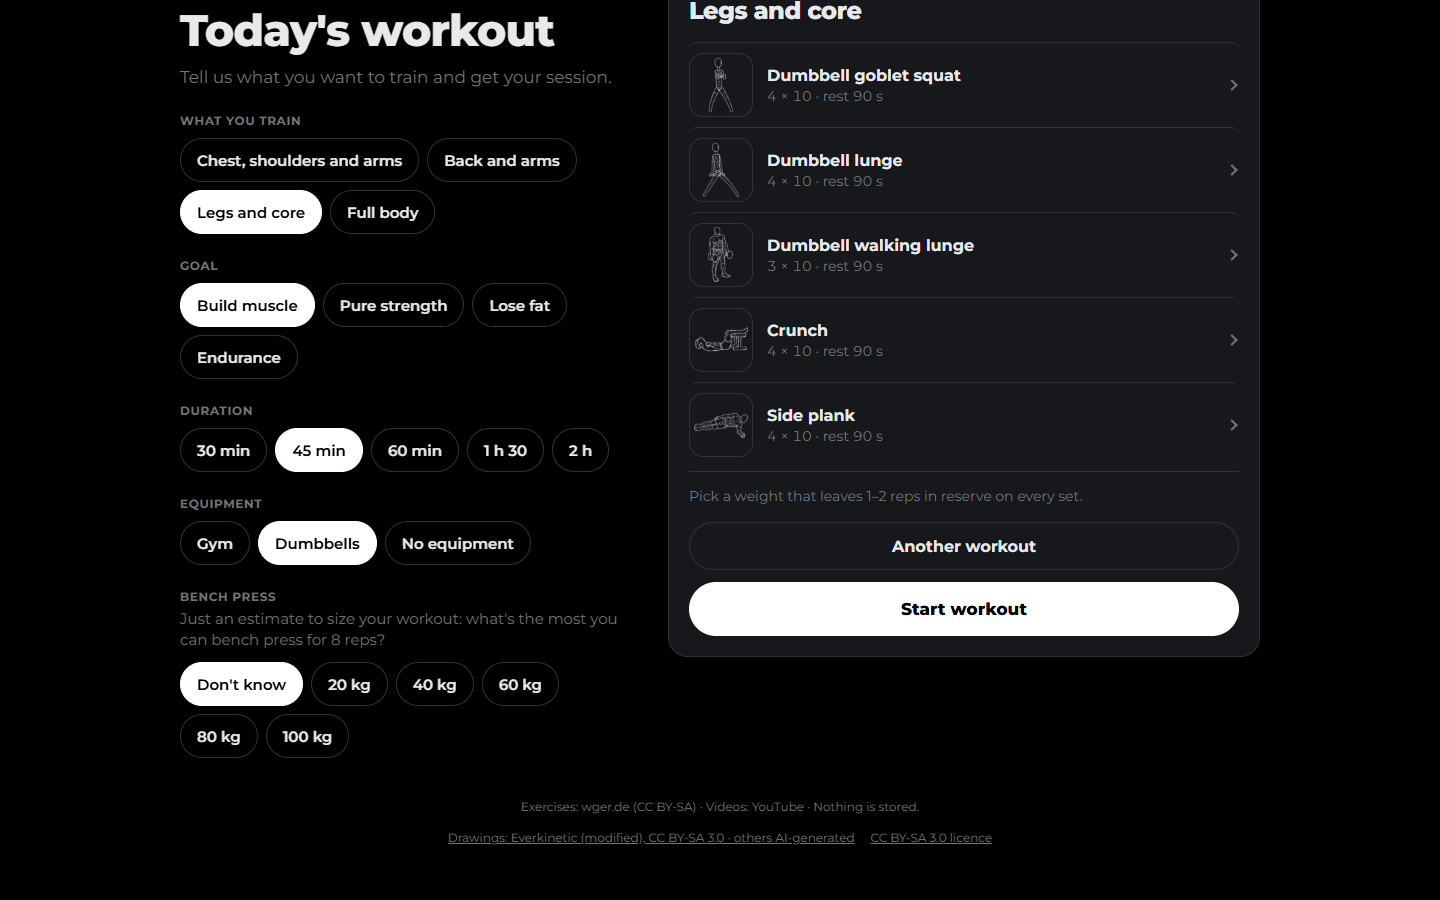 Today's workout
Tell us what you want to train and get your session.
WHAT YOU TRAIN
Chest, shoulders and arms
Back and arms
Legs and core
Full body
GOAL
Build muscle
Pure strength
Lose fat
Endurance
DURATION
30 min
45 min
60 min
1 h 30
2 h
EQUIPMENT
Gym
Dumbbells
No equipment
BENCH PRESS
Just an estimate to size your workout: what's the most you
can bench press for 8 reps?
Don't know
20 kg
40 kg
60 kg
80 kg
100 kg
Legs and core
Dumbbell goblet squat
4 × 10 · rest 90 s
Dumbbell lunge
4 × 10 · rest 90 s
Dumbbell walking lunge
3 × 10 · rest 90 s
Crunch
4 × 10 · rest 90 s
Side plank
4 × 10 · rest 90 s
Pick a weight that leaves 1–2 reps in reserve on every set.
Another workout
Start workout
Exercises: wger.de (CC BY-SA) · Videos: YouTube · Nothing is stored.
Drawings: Everkinetic (modified), CC BY-SA 3.0 · others AI-generated
CC BY-SA 3.0 licence